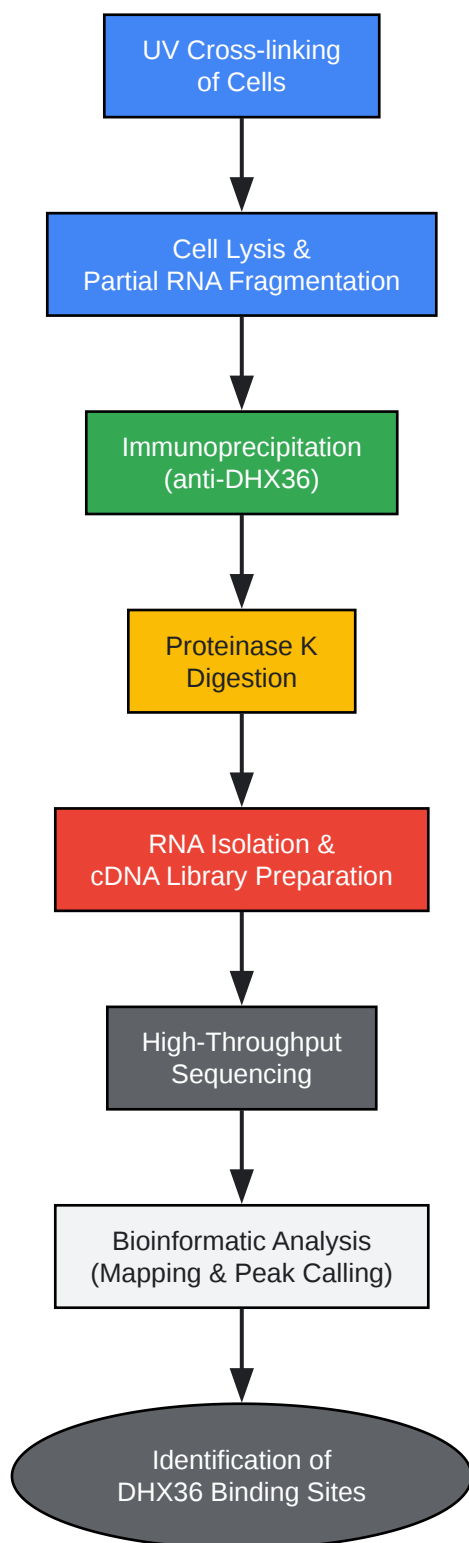 UV Cross-linking
of Cells
Cell Lysis &
Partial RNA Fragmentation
Immunoprecipitation
(anti-DHX36)
Proteinase K
Digestion
RNA Isolation &
cDNA Library Preparation
High-Throughput
Sequencing
Bioinformatic Analysis
(Mapping & Peak Calling)
Identification of
DHX36 Binding Sites